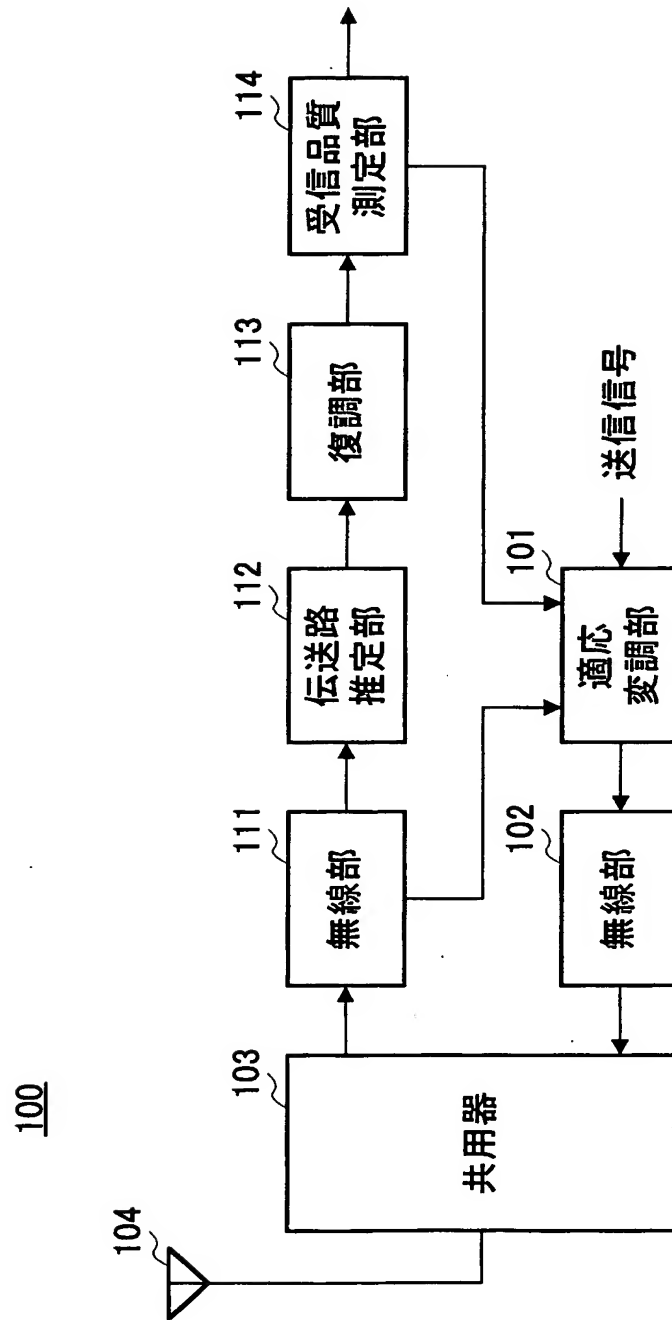 100
104
103
共用器
111
無線部
112
伝送路
推定部
113
復調部
114
受信品質
測定部
102
無線部
101
適応
変調部
送信信号